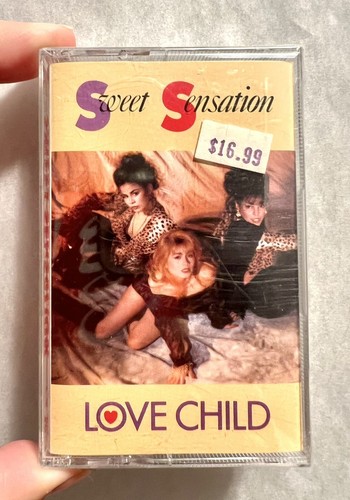 Sweet Sensation
$16.99
LOVE CHILD